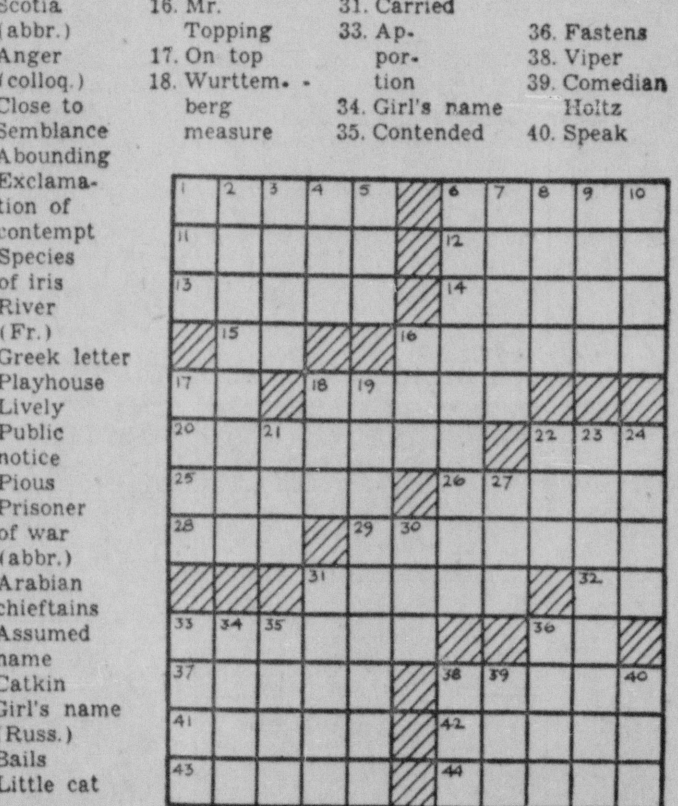 Scotia
(abbr.)
Anger
(colloq.)
Close to
Semblance
Abounding
Exclama-
tion of
contempt
Species
of iris
River
(Fr.)
Greek letter
Playhouse
Lively
Public
notice
Pious
Prisoner
of war
(abbr.)
Arabian
chieftains
Assumed
name
Catkin
Girl's name
(Russ.)
Bails
Little cat
16. Mr.
Topping
17. On top
18. Wurttem-
berg
measure
31. Carried
33. Ap-
por-
tion
34. Girl's name
35. Contended
36. Fastens
38. Viper
39. Comedian
Holtz
40. Speak
1 2 3 4 5 6 7 8 9 10
11 12
13 14
15 16
17 18 19
20 21 22 23 24
25 26 27
28 29 30
31 32
33 34 35 36
37 38 39 40
41 42
43 44